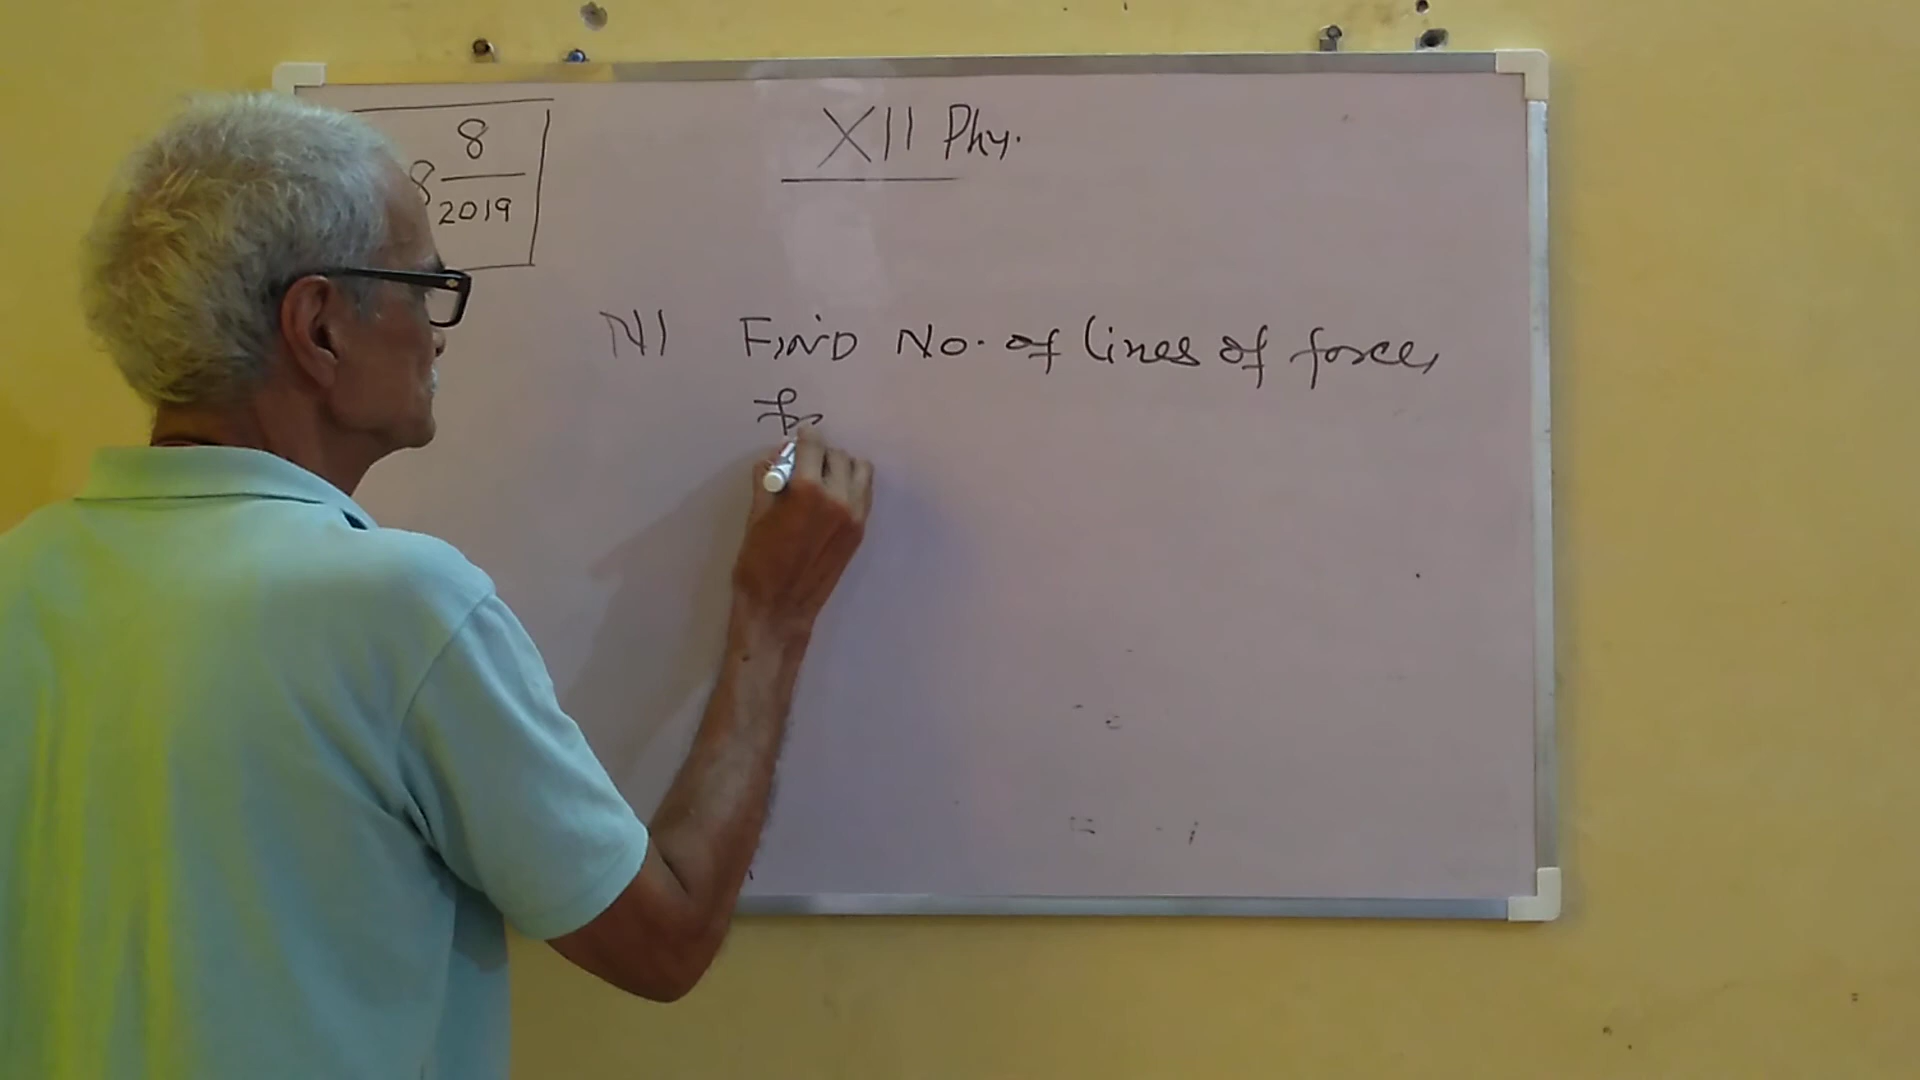 8
8
2019
XII Phy.
N1 FIND No. of lines of force,